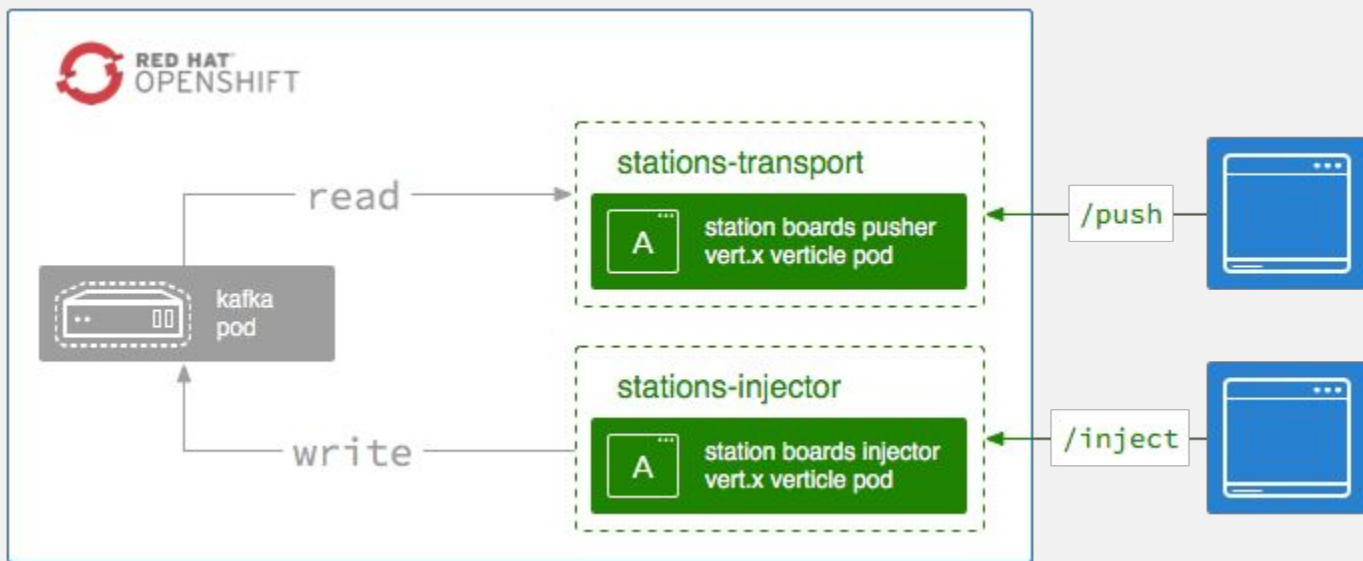 RED HAT
OPENSHIFT
stations-transport
read
station boards pusher
vert.x verticle pod
/push
kafka
pod
stations-injector
write
station boards injector
vert.x verticle pod
/inject
A
A